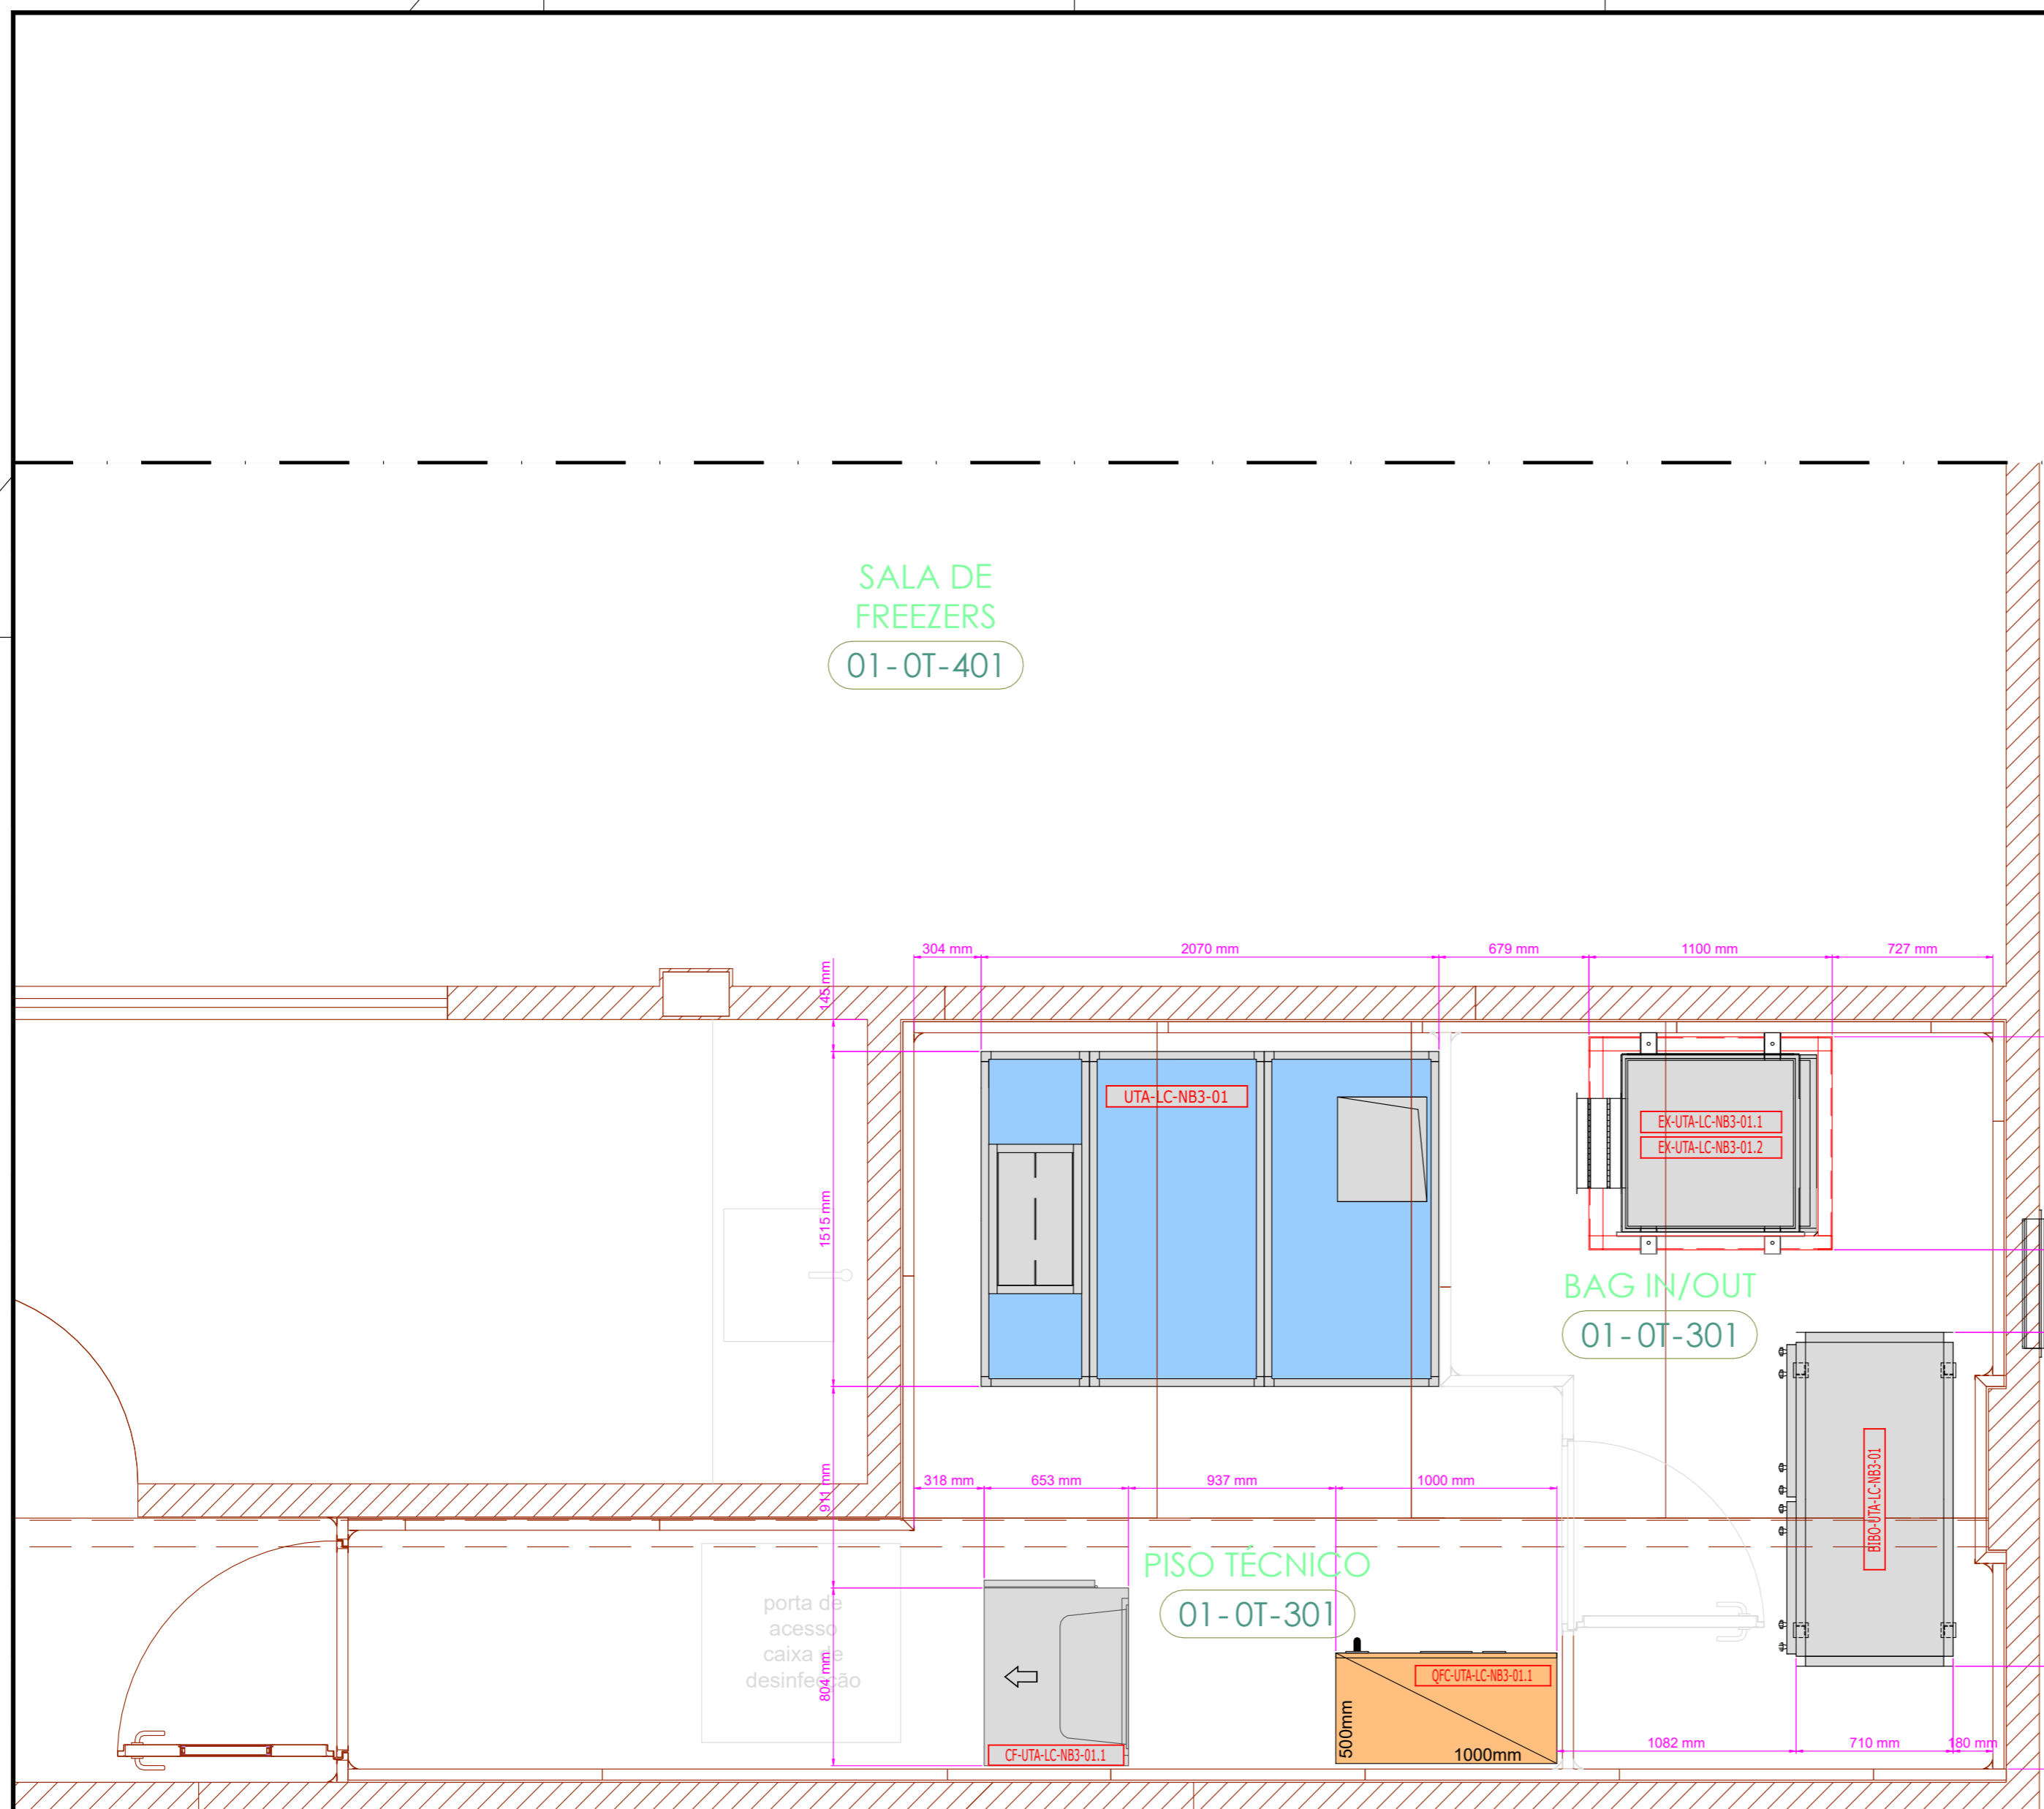 SALA DE
FREEZERS
01-0T-401
304 mm
2070 mm
679 mm
1100 mm
727 mm
145 mm
UTA-LC-NB3-01
EX-UTA-LC-NB3-01.1
EX-UTA-LC-NB3-01.2
1515 mm
BAG IN/OUT
01-0T-301
911 mm
318 mm
653 mm
937 mm
1000 mm
BIBO-UTA-LC-NB3-01
PISO TÉCNICO
01-0T-301
porta de
acesso
caixa de
desinfecção
804 mm
QFC-UTA-LC-NB3-01.1
500mm
1000mm
CF-UTA-LC-NB3-01.1
1082 mm
710 mm
180 mm